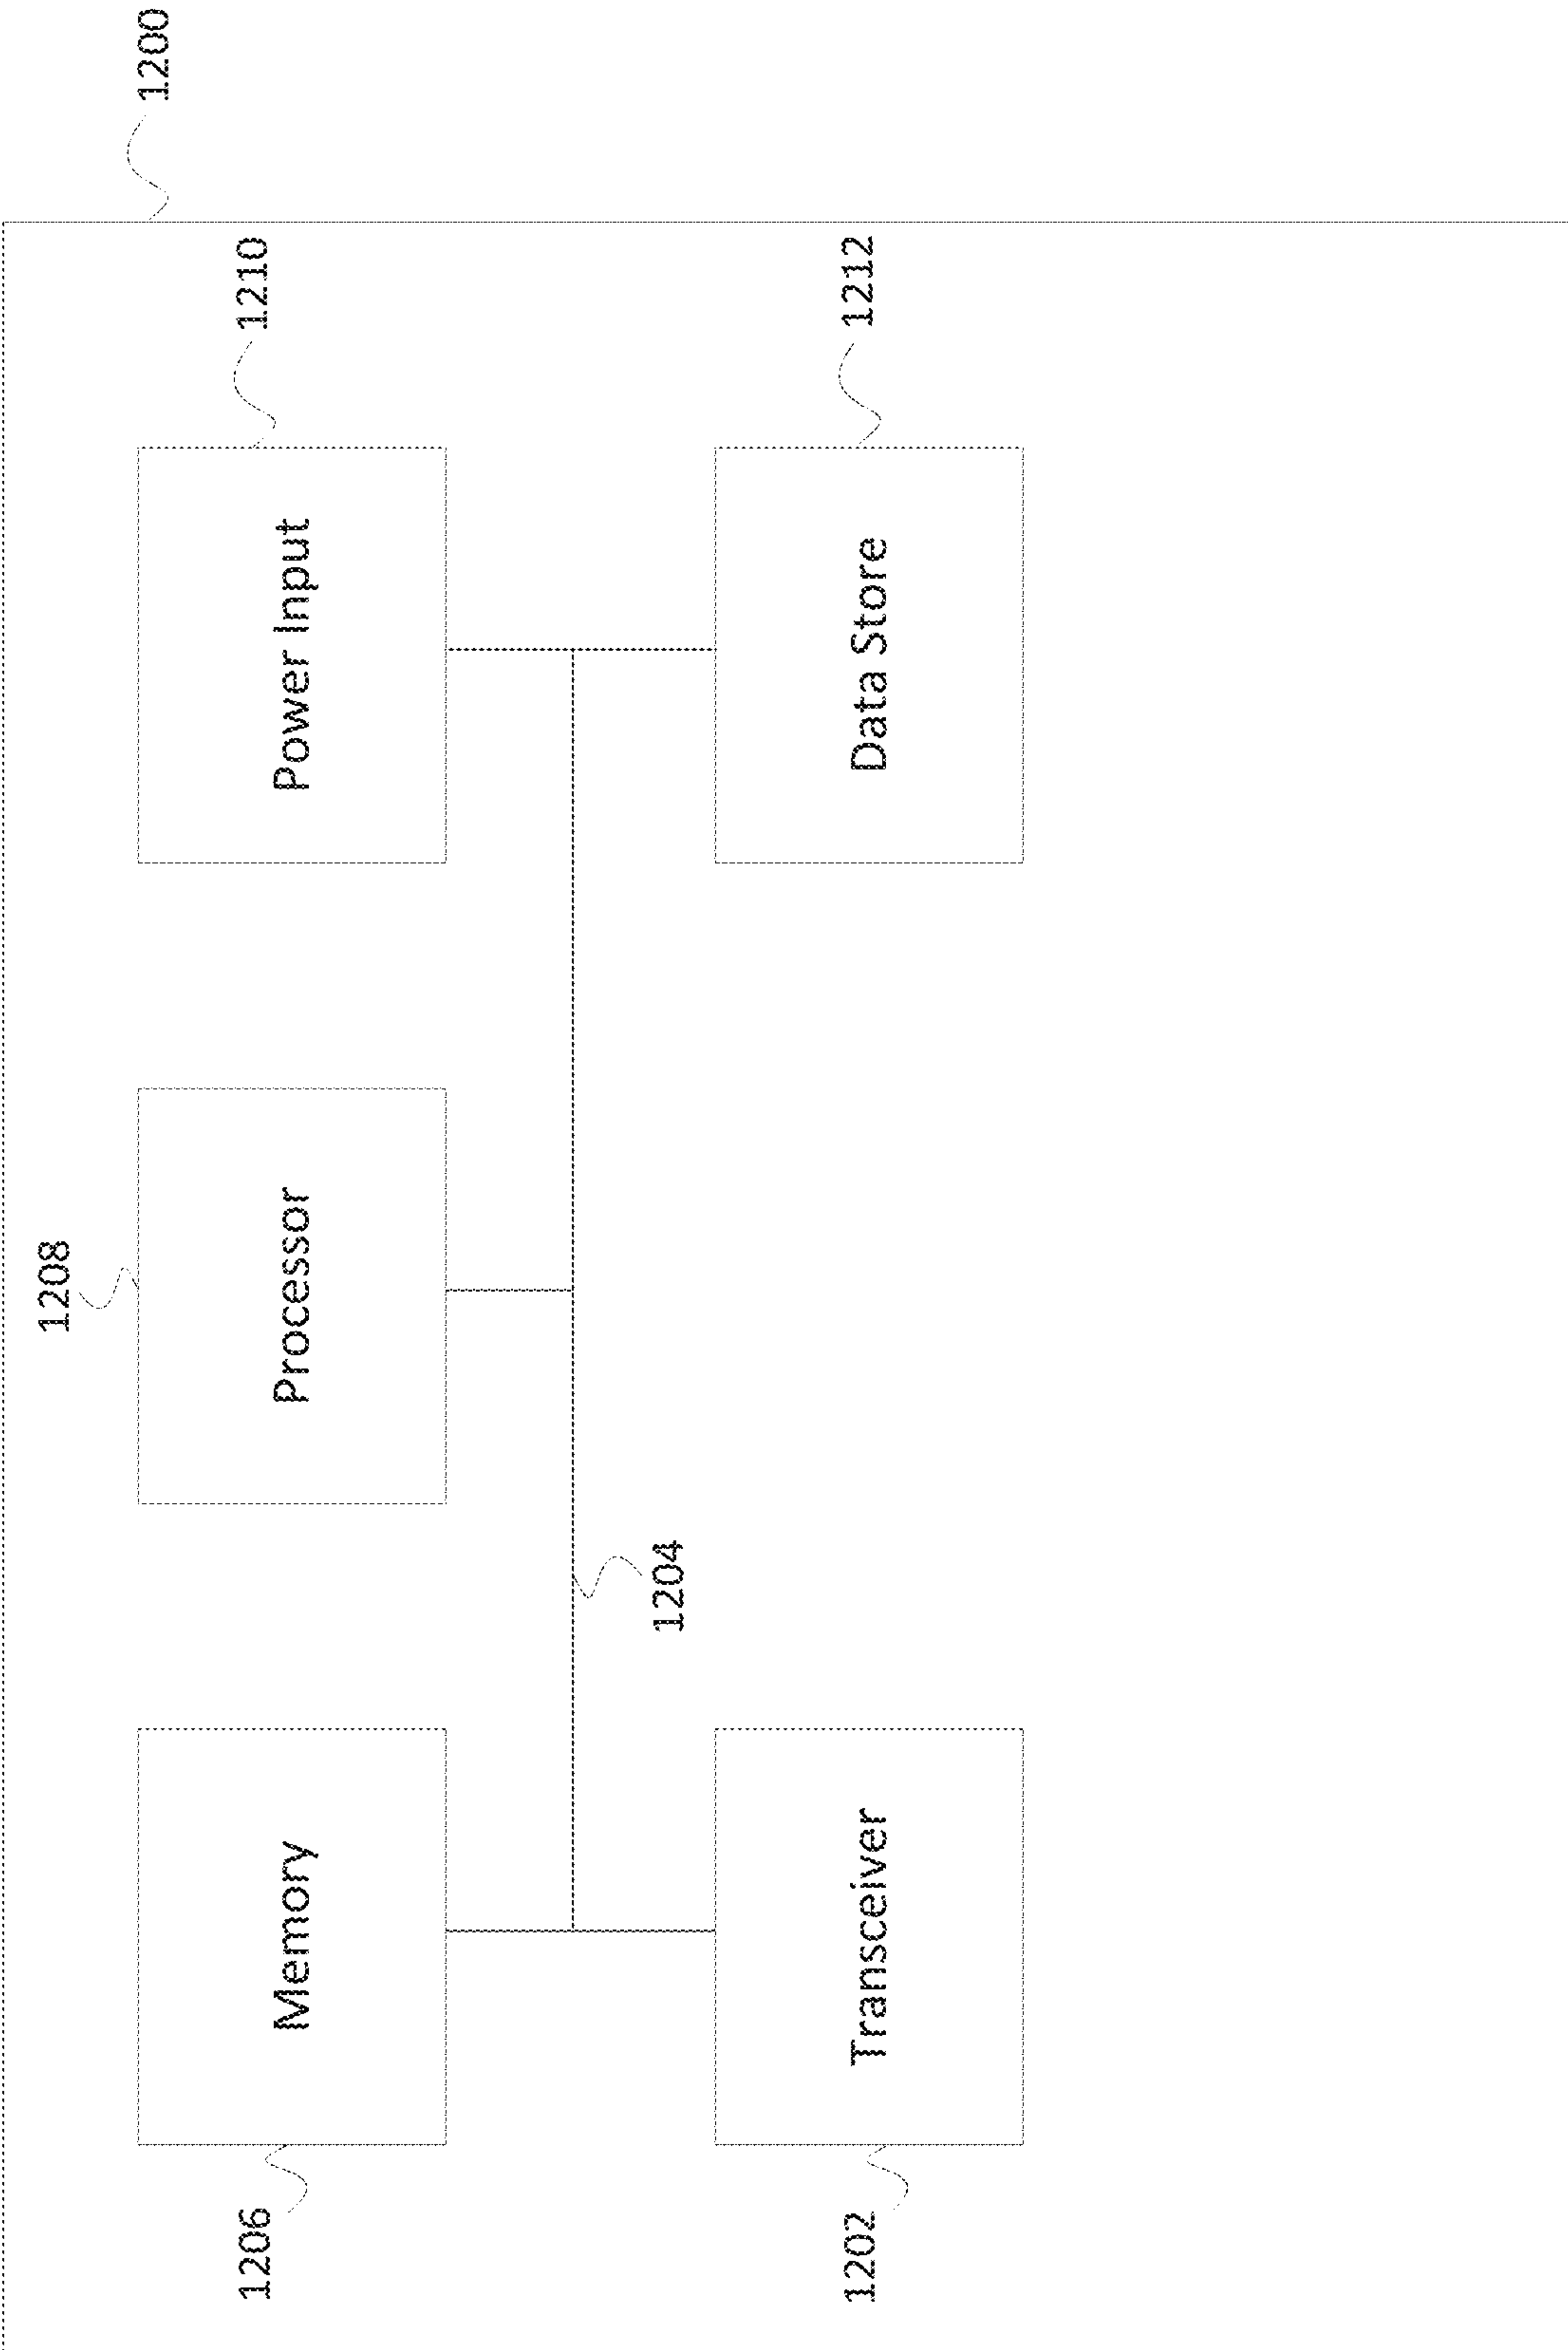 1200
1208
1206
Memory
Processor
Power Input
1210
1204
1202
Transceiver
Data Store
1212